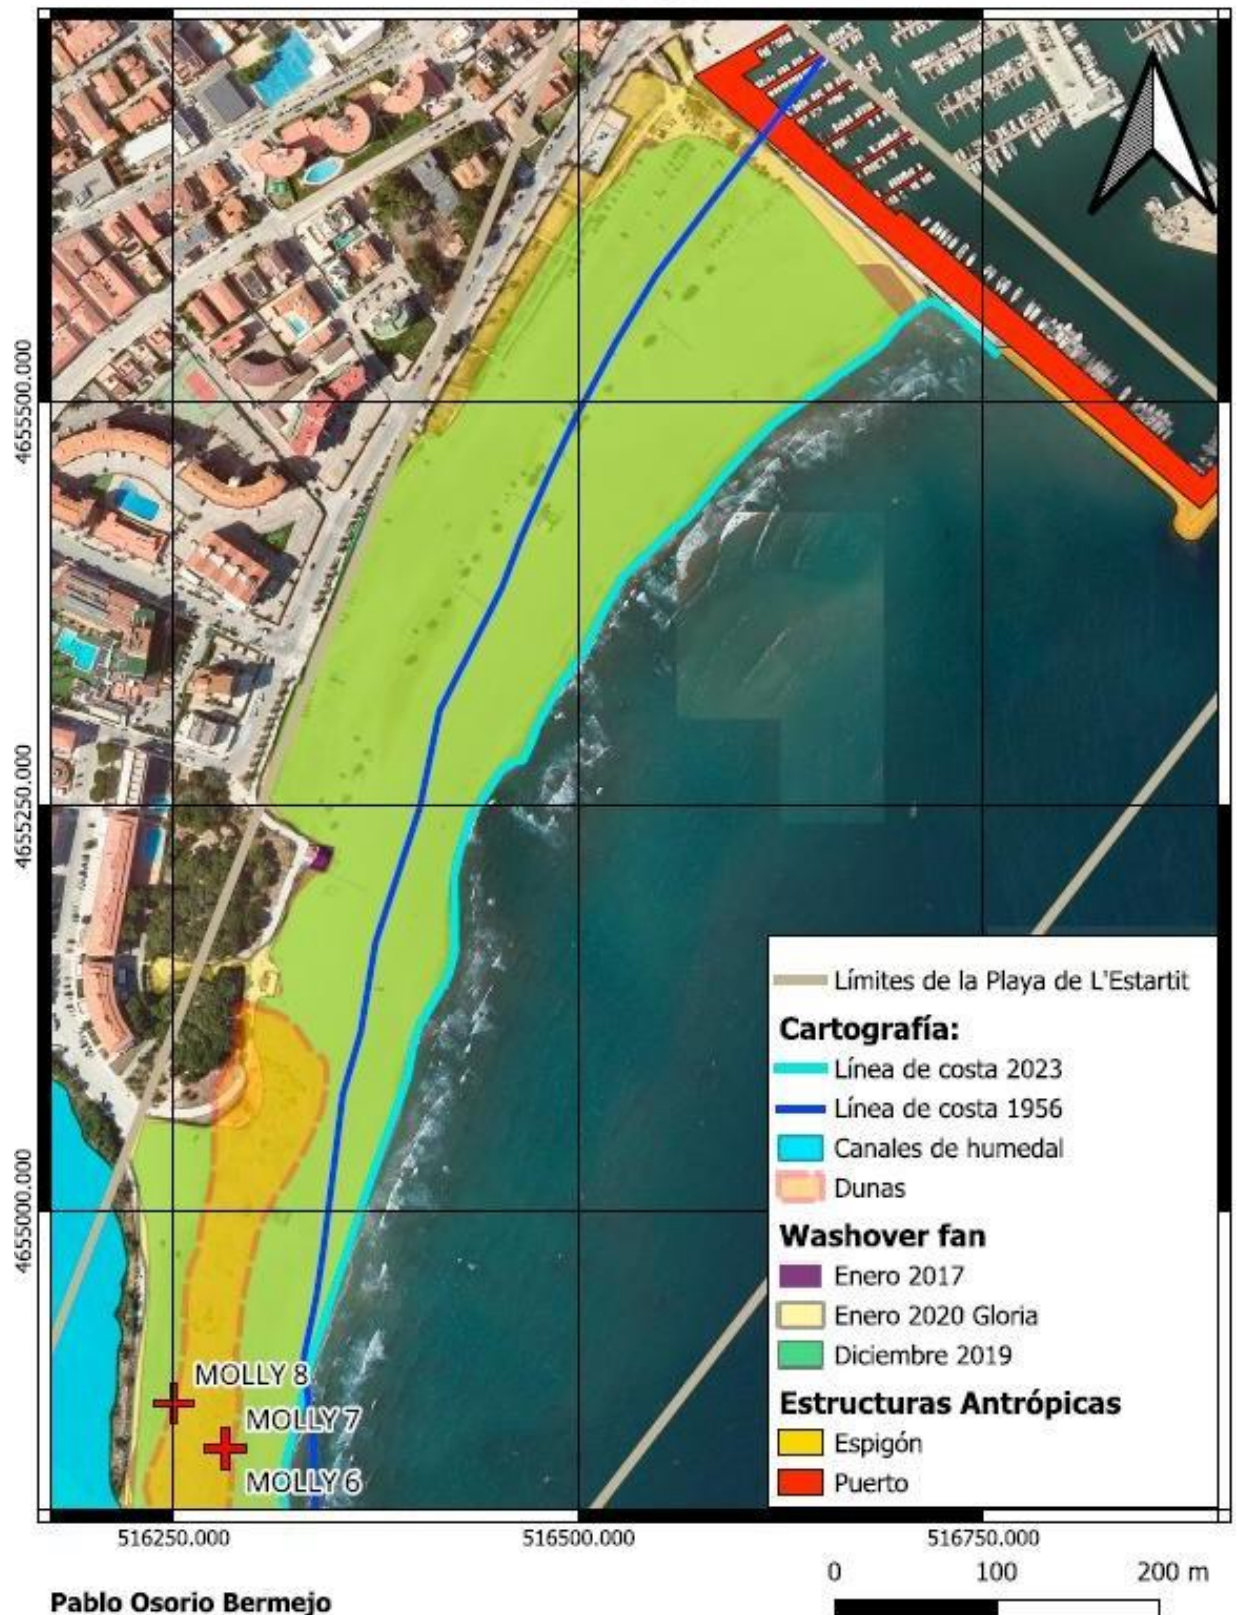 4655500.000
4655250.000
4655000.000
MOLLY 8
MOLLY 7
MOLLY 6
Límites de la Playa de L'Estartit
Cartografía:
Línea de costa 2023
Línea de costa 1956
Canales de humedal
Dunas
Washover fan
Enero 2017
Enero 2020 Gloria
Diciembre 2019
Estructuras Antrópicas
Espigón
Puerto
516250.000
516500.000
516750.000
0 100 200 m
Pablo Osorio Bermejo